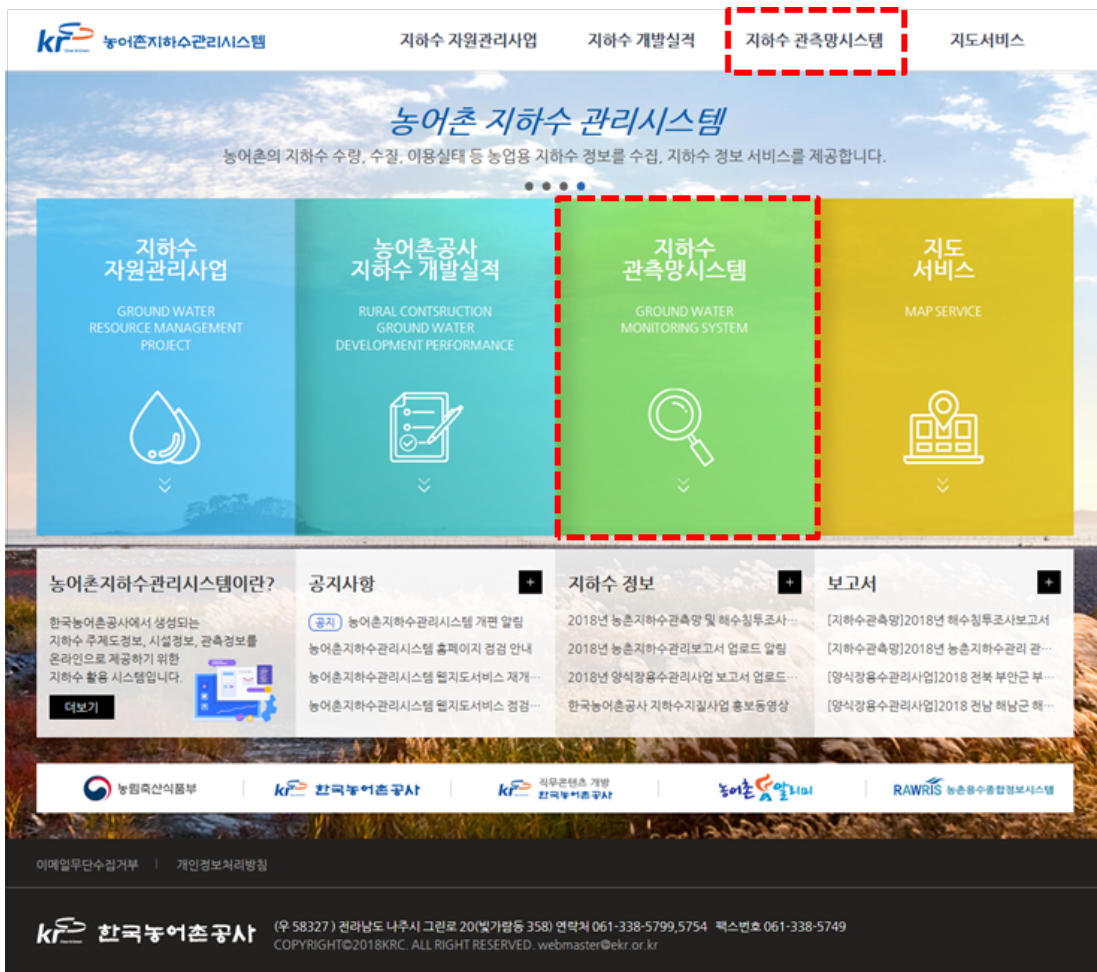 kr 농어촌지하수관리시스템
지하수 자원관리사업
지하수 개발실적
지하수 관측망시스템
지도서비스
농어촌 지하수 관리시스템
농어촌의 지하수 수량, 수질, 이용실태 등 농업용 지하수 정보를 수집, 지하수 정보 서비스를 제공합니다.
지하수
자원관리사업
GROUND WATER
RESOURCE MANAGEMENT
PROJECT
농어촌공사
지하수 개발실적
RURAL CONTSRUCTION
GROUND WATER
DEVELOPMENT PERFORMANCE
지하수
관측망시스템
GROUND WATER
MONITORING SYSTEM
지도
서비스
MAP SERVICE
농어촌지하수관리시스템이란?
한국농어촌공사에서 생성되는
지하수 주제도정보, 시설정보, 관측정보를
온라인으로 제공하기 위한
지하수 활용 시스템입니다.
더보기
공지사항 +
공지 농어촌지하수관리시스템 개편 알림
농어촌지하수관리시스템 홈페이지 점검 안내
농어촌지하수관리시스템 웹지도서비스 재개…
농어촌지하수관리시스템 웹지도서비스 점검…
지하수 정보 +
2018년 농촌지하수관측망 및 해수침투조사…
2018년 농촌지하수관리보고서 업로드 알림
2018년 양식장용수관리사업 보고서 업로드…
한국농어촌공사 지하수지질사업 홍보동영상
보고서 +
[지하수관측망]2018년 해수침투조사보고서
[지하수관측망]2018년 농촌지하수관리 관…
[양식장용수관리사업]2018 전북 부안군 부…
[양식장용수관리사업]2018 전남 해남군 해…
농림축산식품부
kr 한국농어촌공사
kr 직무콘텐츠 개발
한국농어촌공사
농어촌 알리미
RAWRIS 농촌용수종합정보시스템
이메일무단수집거부 | 개인정보처리방침
kr 한국농어촌공사
(우 58327 ) 전라남도 나주시 그린로 20(빛가람동 358) 연락처 061-338-5799,5754 팩스번호 061-338-5749
COPYRIGHT©2018KRC. ALL RIGHT RESERVED. webmaster@ekr.or.kr